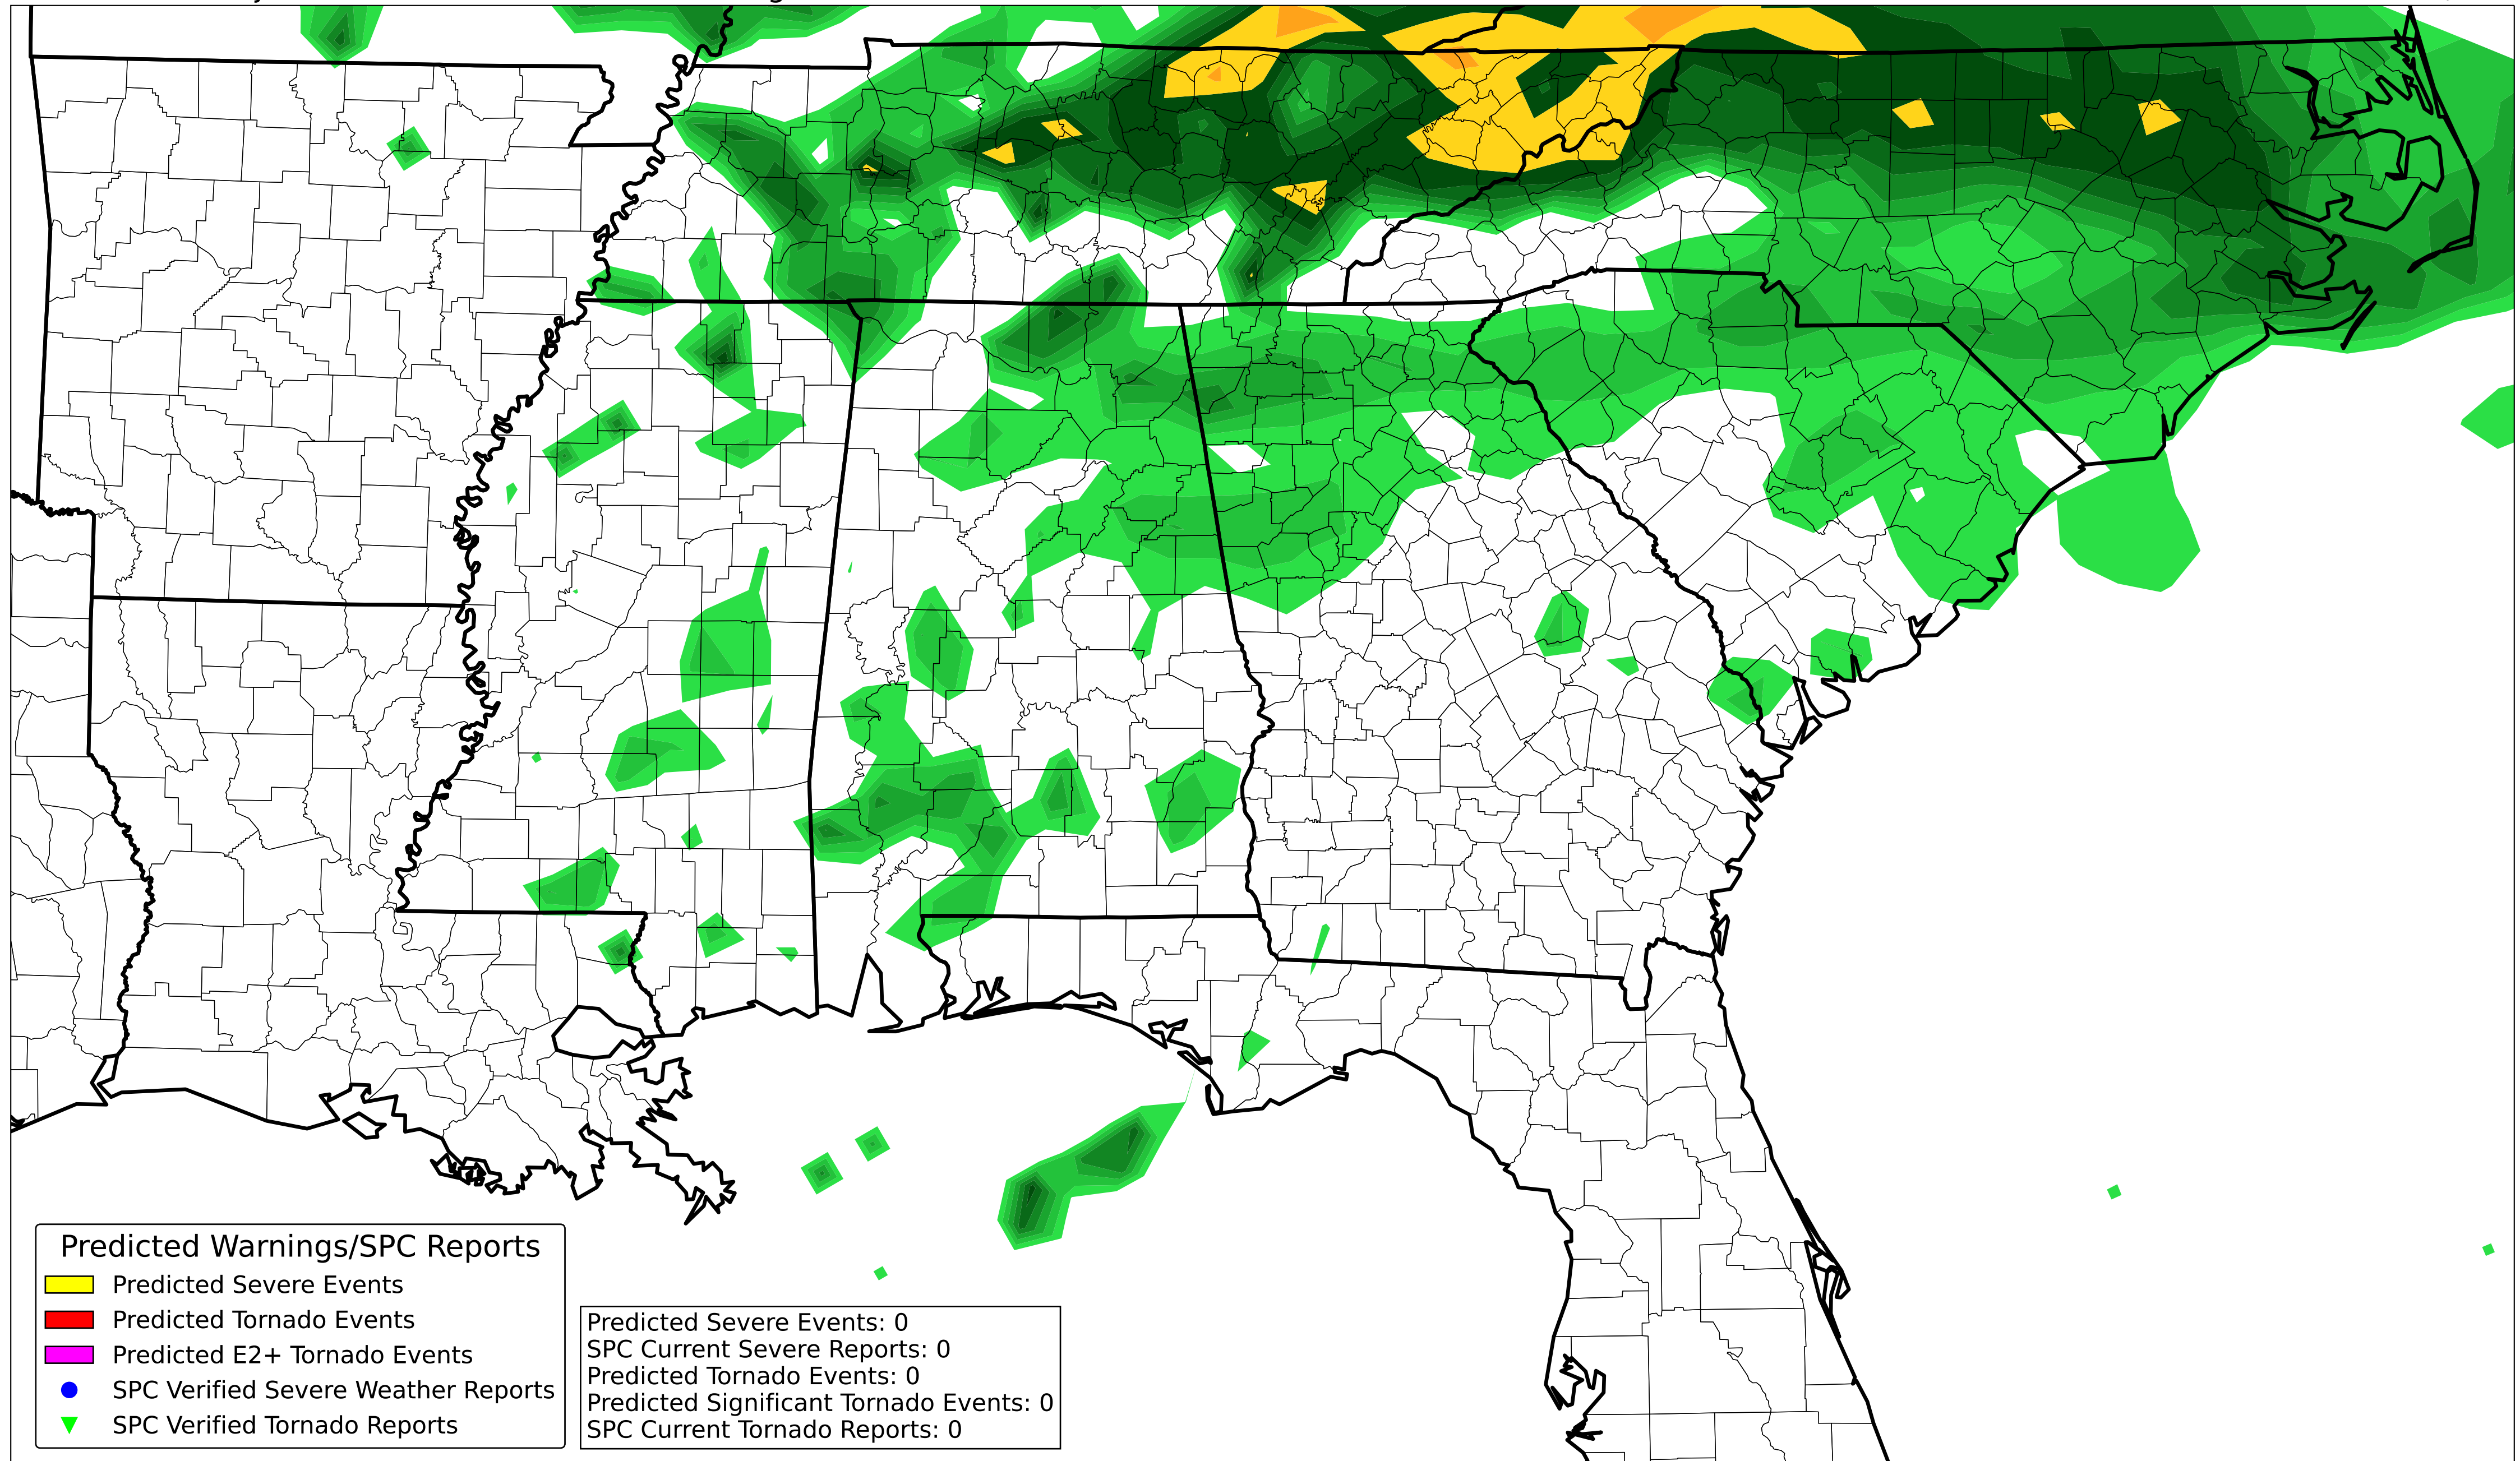 Predicted Warnings/SPC Reports
Predicted Severe Events
Predicted Tornado Events
Predicted E2+ Tornado Events
SPC Verified Severe Weather Reports
SPC Verified Tornado Reports
Predicted Severe Events: 0
SPC Current Severe Reports: 0
Predicted Tornado Events: 0
Predicted Significant Tornado Events: 0
SPC Current Tornado Reports: 0